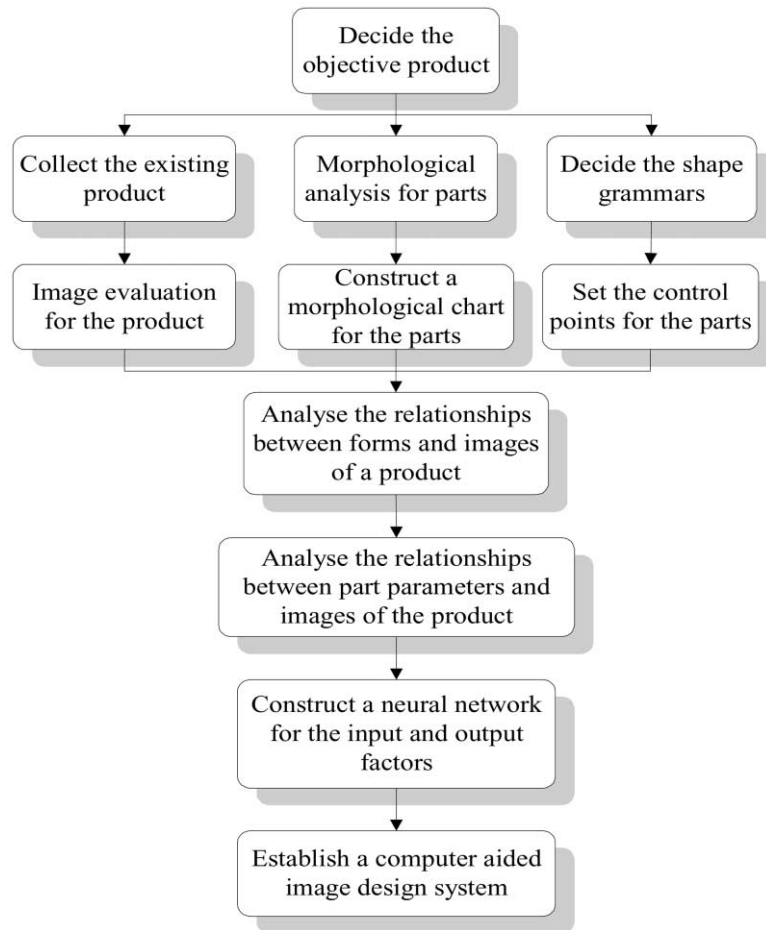 Decide the
objective product
Collect the existing
product
Morphological
analysis for parts
Decide the shape
grammars
Image evaluation
for the product
Construct a
morphological chart
for the parts
Set the control
points for the parts
Analyse the relationships
between forms and images
of a product
Analyse the relationships
between part parameters and
images of the product
Construct a neural network
for the input and output
factors
Establish a computer aided
image design system